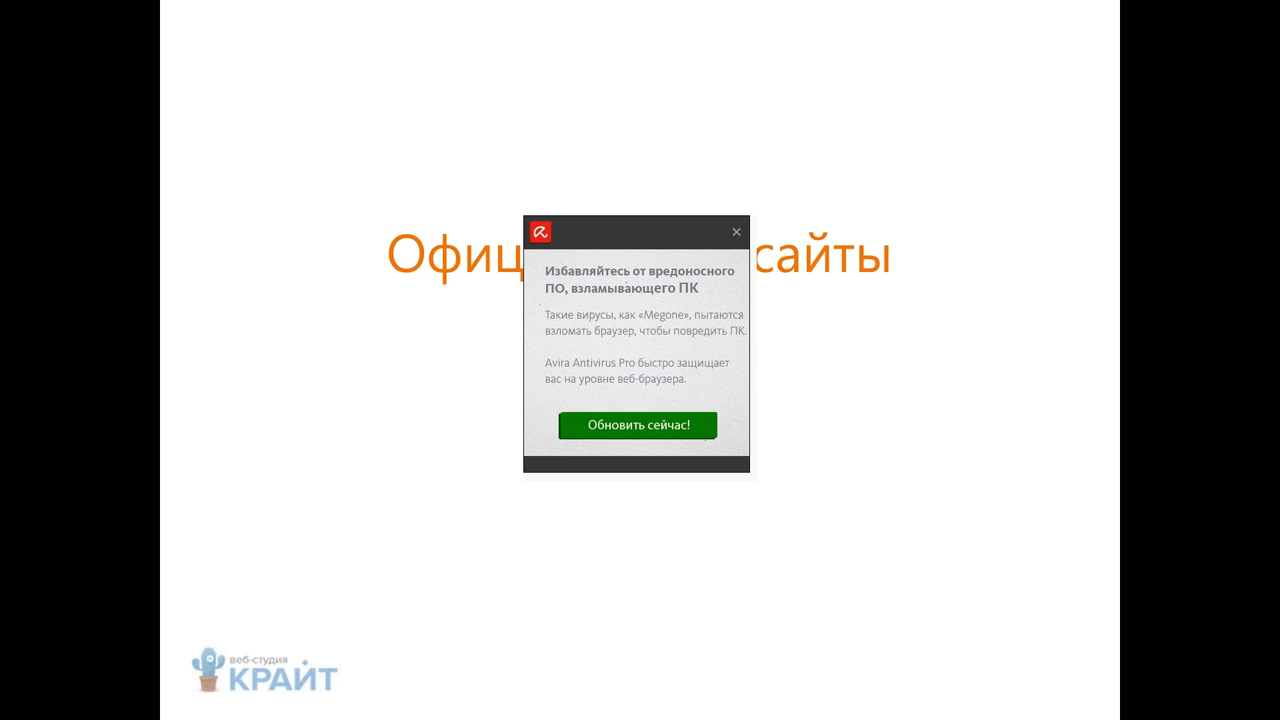 Офиц сайты
Избавляйтесь от вредоносного
ПО, взламывающего ПК
Такие вирусы, как «Megone», пытаются
взломать браузер, чтобы повредить ПК.
Avira Antivirus Pro быстро защищает
вас на уровне веб-браузера.
Обновить сейчас!
веб-студия
КРАЙТ